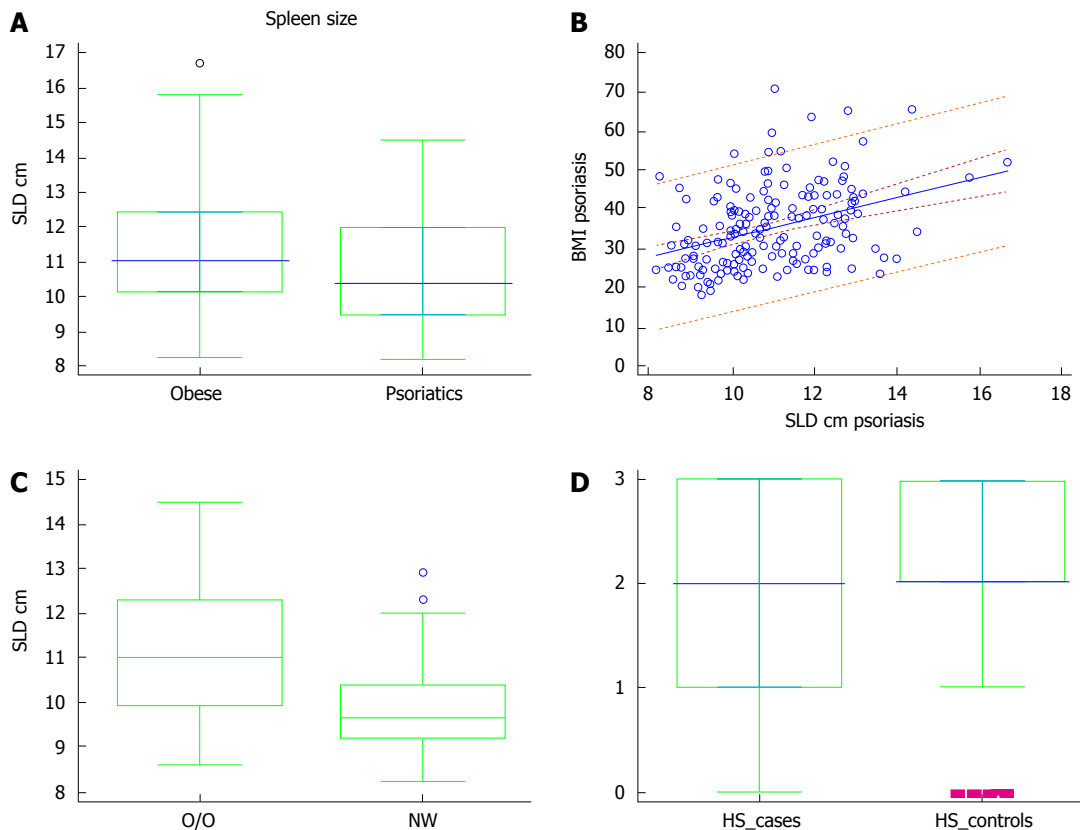 A
Spleen size
SLD cm
17
16
15
14
13
12
11
10
9
8
Obese
Psoriatics
B
BMI psoriasis
80
70
60
50
40
30
20
10
0
8
10
12
14
16
18
SLD cm psoriasis
C
SLD cm
15
14
13
12
11
10
9
8
O/O
NW
D
3
2
1
0
HS_cases
HS_controls